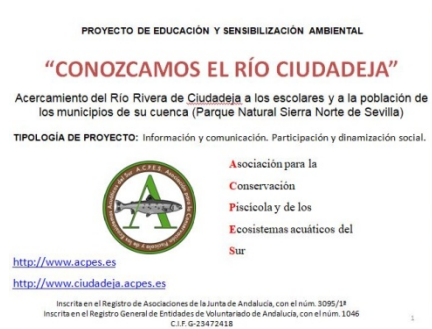 PROYECTO DE EDUCACIÓN Y SENSIBILIZACIÓN AMBIENTAL
“CONOZCAMOS EL RÍO CIUDADEJA”
Acercamiento del Río Rivera de Ciudadeja a los escolares y a la población de
los municipios de su cuenca (Parque Natural Sierra Norte de Sevilla)
TIPOLOGÍA DE PROYECTO: Información y comunicación. Participación y dinamización social.
Asociación para la
Conservación
Piscícola y de los
Ecosistemas acuáticos del
Sur
http://www.acpes.es
http://www.ciudadeja.acpes.es
Inscrita en el Registro de Asociaciones de la Junta de Andalucía, con el núm. 3095/1ª
Inscrita en el Registro General de Entidades de Voluntariado de Andalucía, con el núm. 1046
C.I.F. G-23472418
1